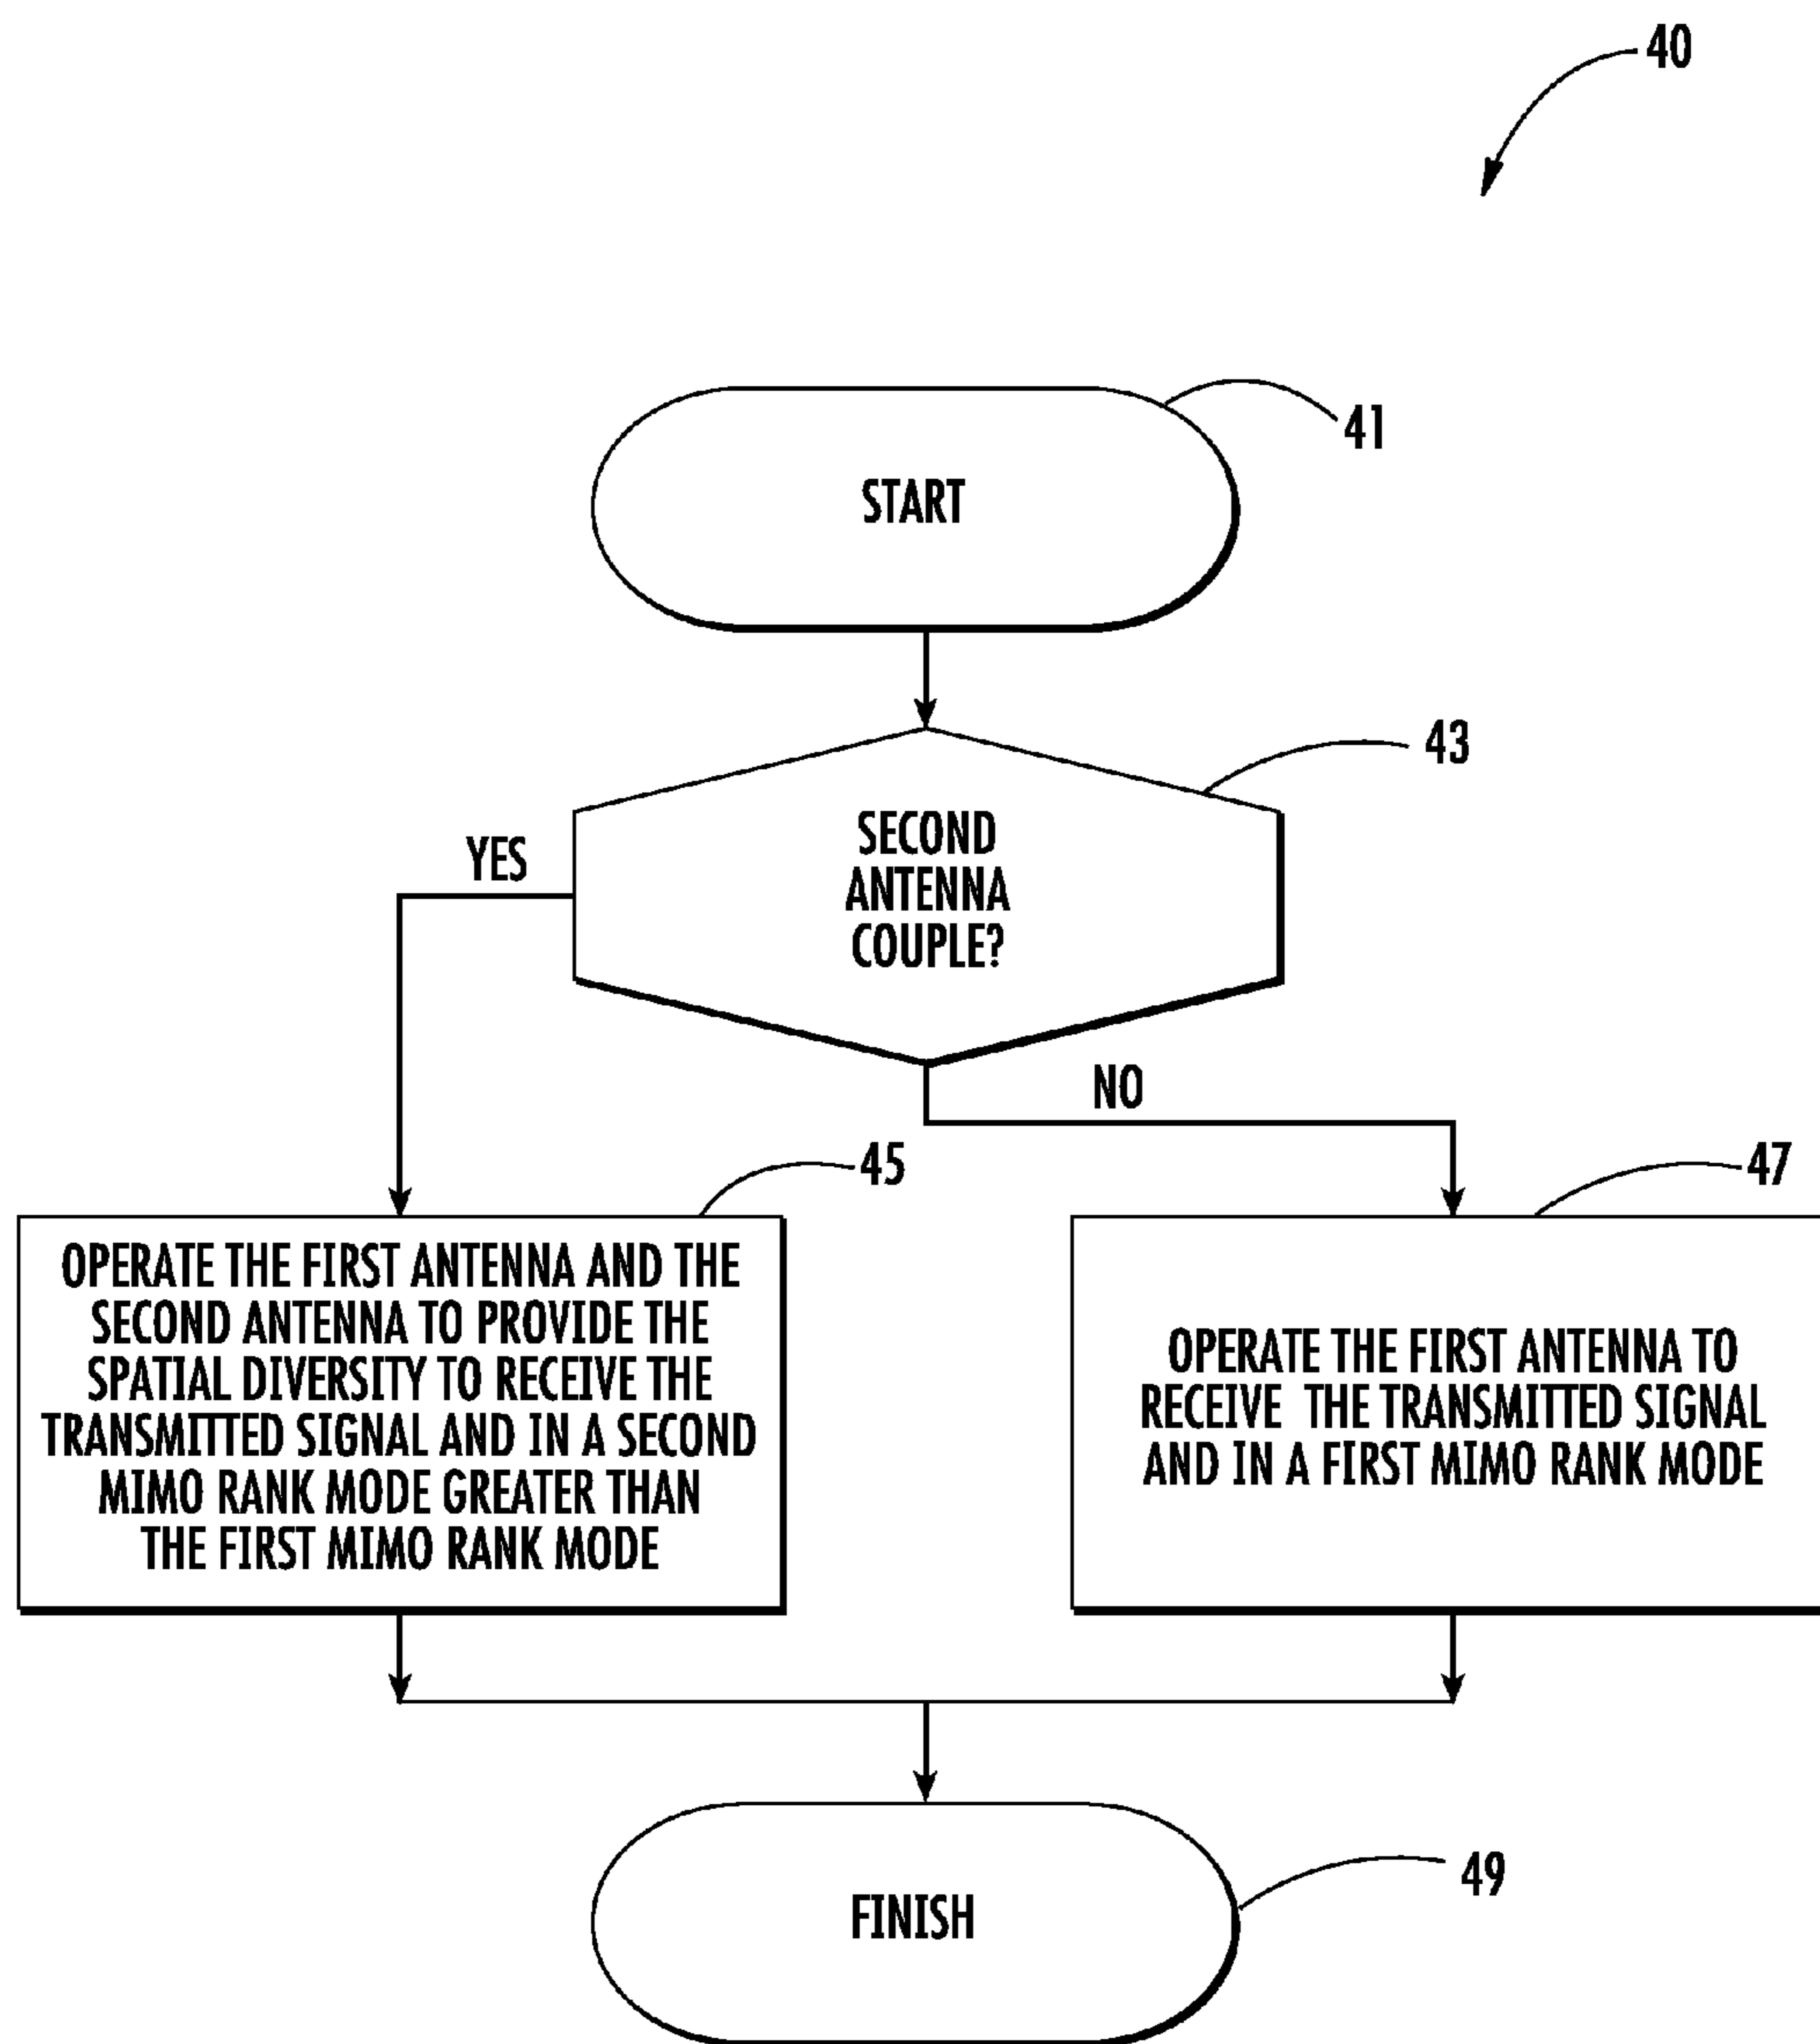 40
START
41
SECOND
ANTENNA
COUPLE?
43
YES
NO
45
47
OPERATE THE FIRST ANTENNA AND THE
SECOND ANTENNA TO PROVIDE THE
SPATIAL DIVERSITY TO RECEIVE THE
TRANSMITTED SIGNAL AND IN A SECOND
MIMO RANK MODE GREATER THAN
THE FIRST MIMO RANK MODE
OPERATE THE FIRST ANTENNA TO
RECEIVE THE TRANSMITTED SIGNAL
AND IN A FIRST MIMO RANK MODE
FINISH
49